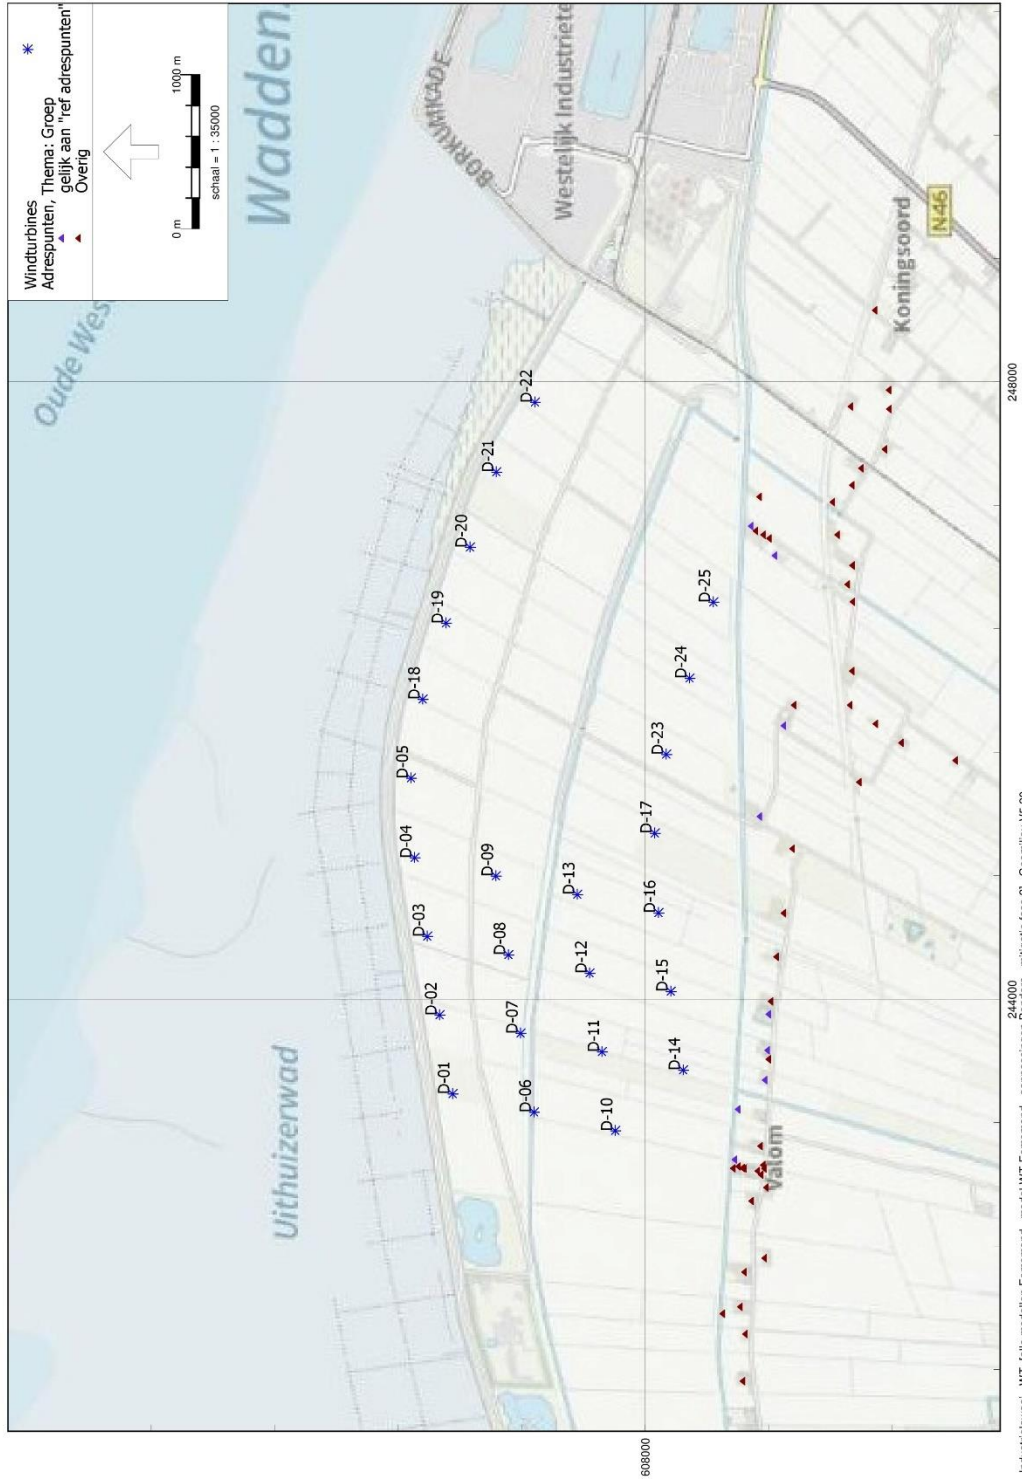 Windturbines
Adrespunten, Thema: Groep
gelijk aan "ref adrespunten"
Overig
0 m
1000 m
schaal = 1 : 35000
Oude Wes
Wadden
BORKUMKADE
Westelijk Industrieter
Uithuizerwad
Koningsoord
N46
Valom
D-01
D-02
D-03
D-04
D-05
D-18
D-19
D-20
D-21
D-22
D-06
D-07
D-08
D-09
D-10
D-11
D-12
D-13
D-14
D-15
D-16
D-17
D-23
D-24
D-25
244000
248000
608000